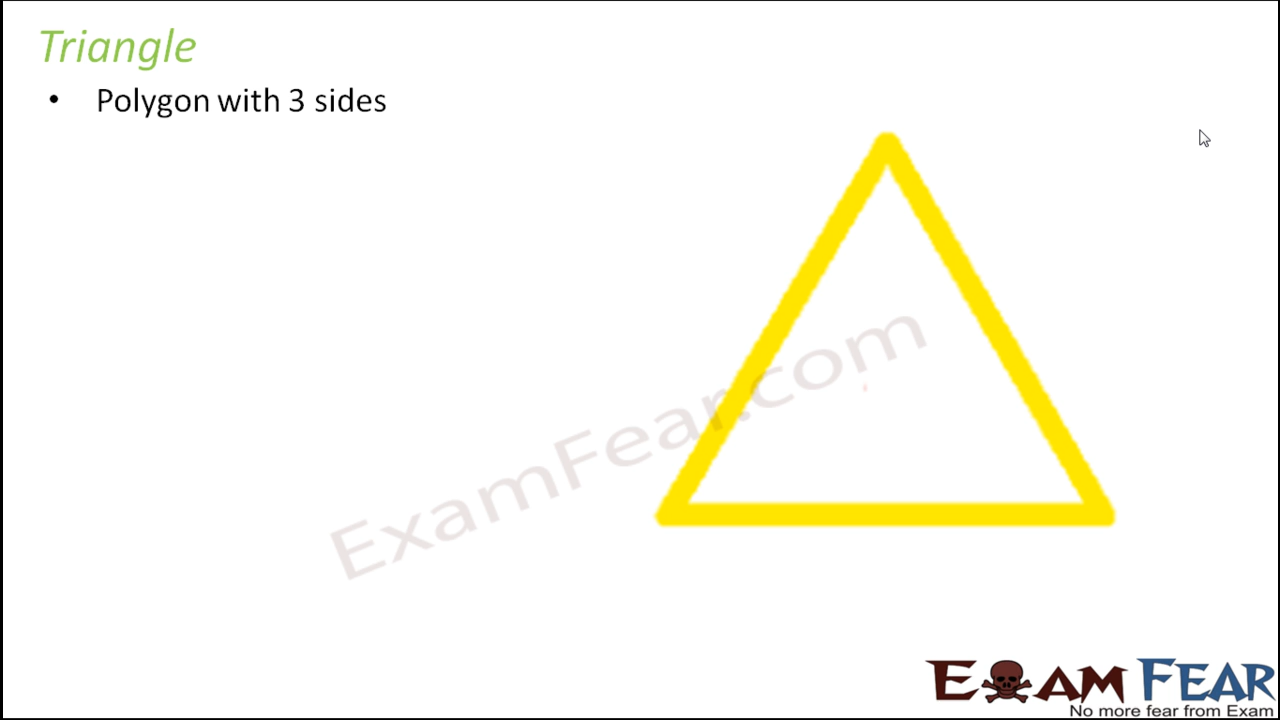 Triangle
• Polygon with 3 sides
ExamFear.com
EXAM FEAR
No more fear from Exam